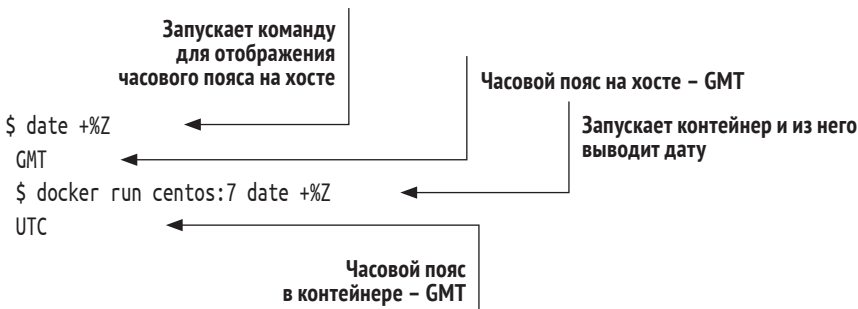 Запускает команду
для отображения
часового пояса на хосте
Часовой пояс на хосте – GMT
$ date +%Z
Запускает контейнер и из него
выводит дату
GMT
$ docker run centos:7 date +%Z
UTC
Часовой пояс
в контейнере – GMT